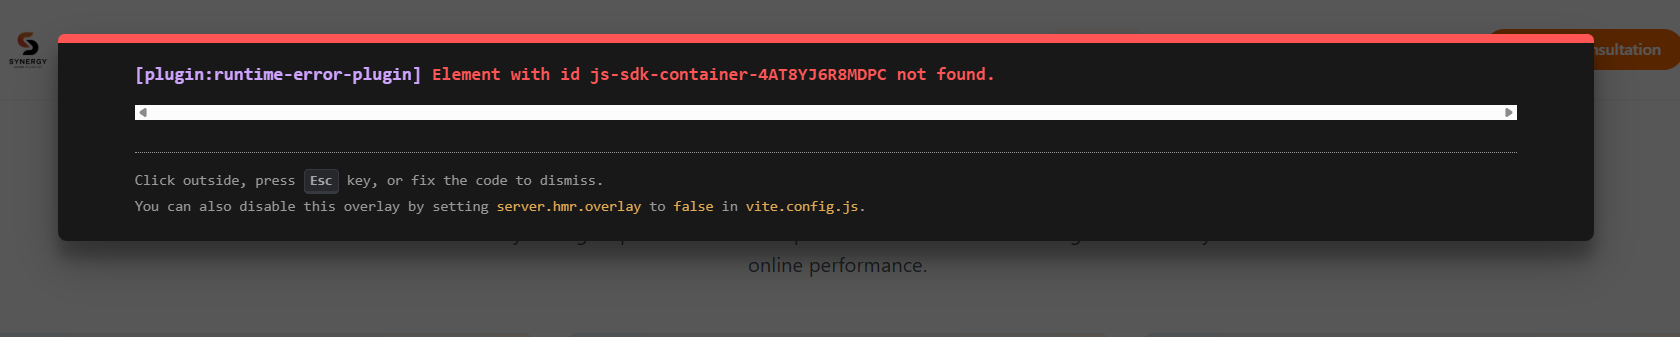 SYNERGY
nsultation
[plugin:runtime-error-plugin] Element with id js-sdk-container-4AT8YJ6R8MDPC not found.
Click outside, press Esc key, or fix the code to dismiss.
You can also disable this overlay by setting server.hmr.overlay to false in vite.config.js.
online performance.